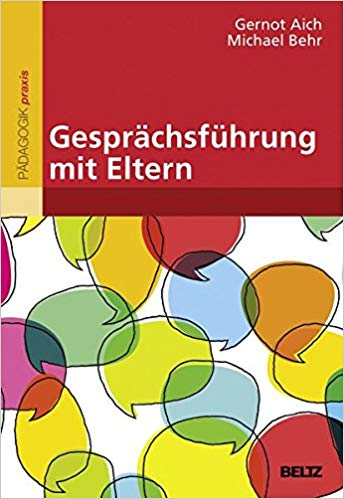 Gernot Aich
Michael Behr
PÄDAGOGIK praxis
Gesprächsführung
mit Eltern
BELTZ